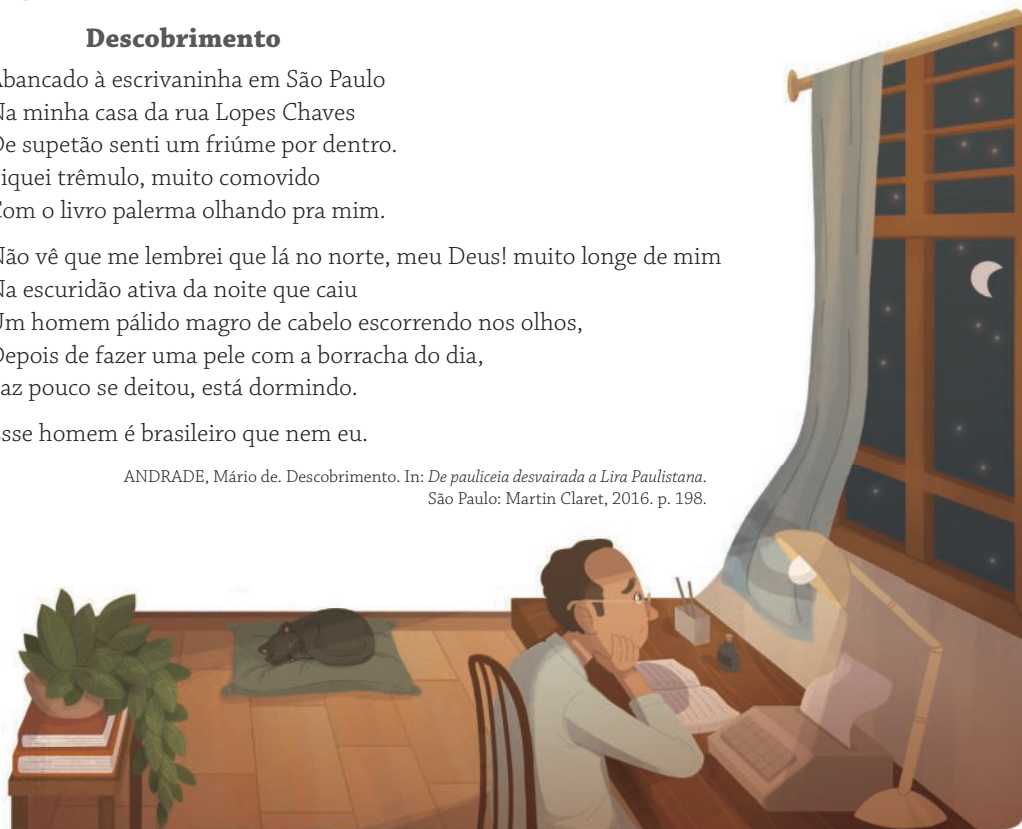 Descobrimento
Abancado à escrivaninha em São Paulo
Na minha casa da rua Lopes Chaves
De supetão senti um friúme por dentro.
iquei trêmulo, muito comovido
Com o livro palerma olhando pra mim.
Não vê que me lembrei que lá no norte, meu Deus! muito longe de mim
Na escuridão ativa da noite que caiu
Um homem pálido magro de cabelo escorrendo nos olhos,
Depois de fazer uma pele com a borracha do dia,
az pouco se deitou, está dormindo.
sse homem é brasileiro que nem eu.
ANDRADE, Mário de. Descobrimento. In: De pauliceia desvairada a Lira Paulistana.
São Paulo: Martin Claret, 2016. p. 198.